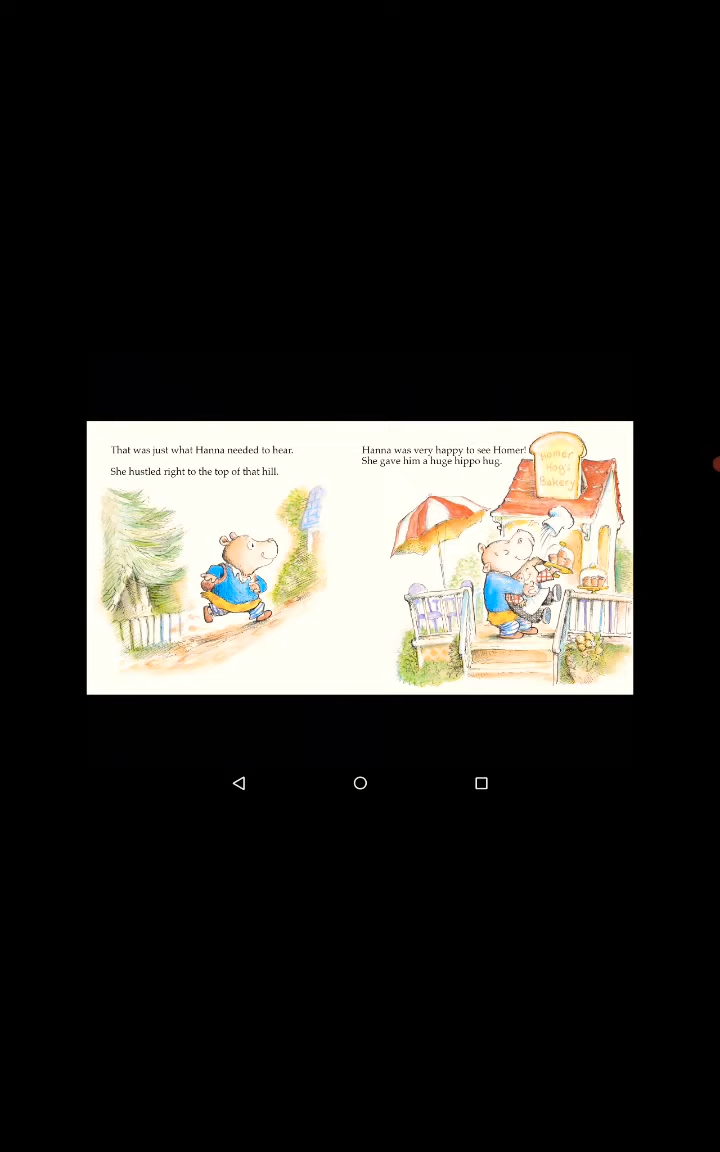 That was just what Hanna needed to hear.
She hustled right to the top of that hill.
Hanna was very happy to see Homer!
She gave him a huge hippo hug.
Homer
Hog's
Bakery